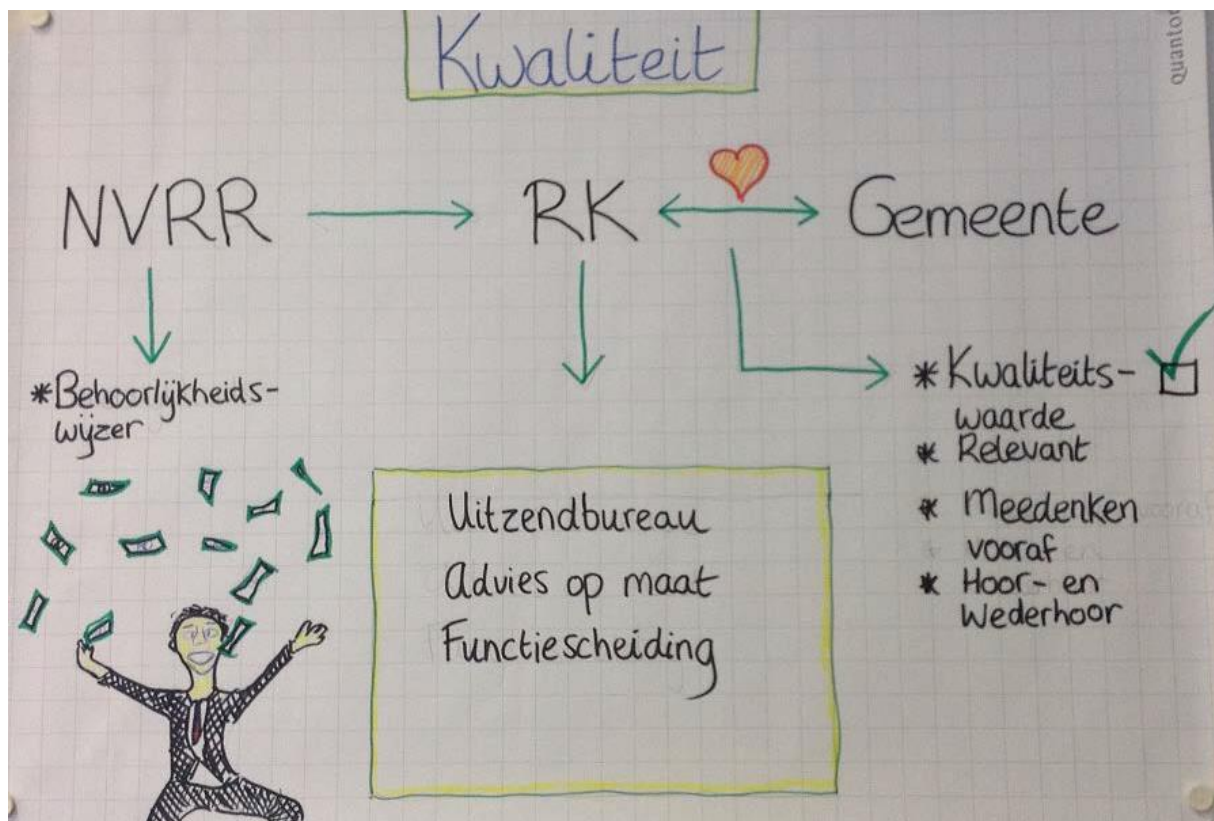 Kwaliteit
quanto
NVRR
RK
Gemeente
*Behoorlijkheids-
wijzer
Uitzendbureau
Advies op maat
Functiescheiding
* Kwaliteits-
waarde
* Relevant
* Meedenken
vooraf
* Hoor- en
Wederhoor